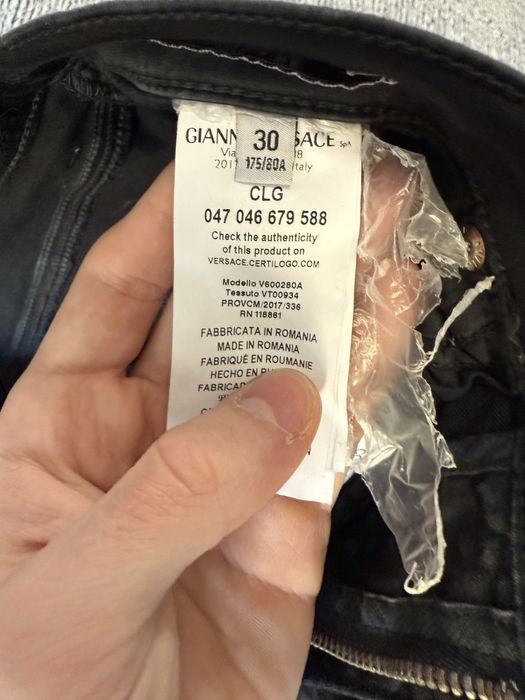 GIANN SACE SpA
30
Via 8
201 Italy
175/80A
CLG
047 046 679 588
Check the authenticity
of this product on
VERSACE.CERTILOGO.COM
Modello V600280A
Tessuto VT00934
PROVCM/2017/336
RN 118861
FABBRICATA IN ROMANIA
MADE IN ROMANIA
FABRIQUÉ EN ROUMANIE
HECHO EN
FABRICAD